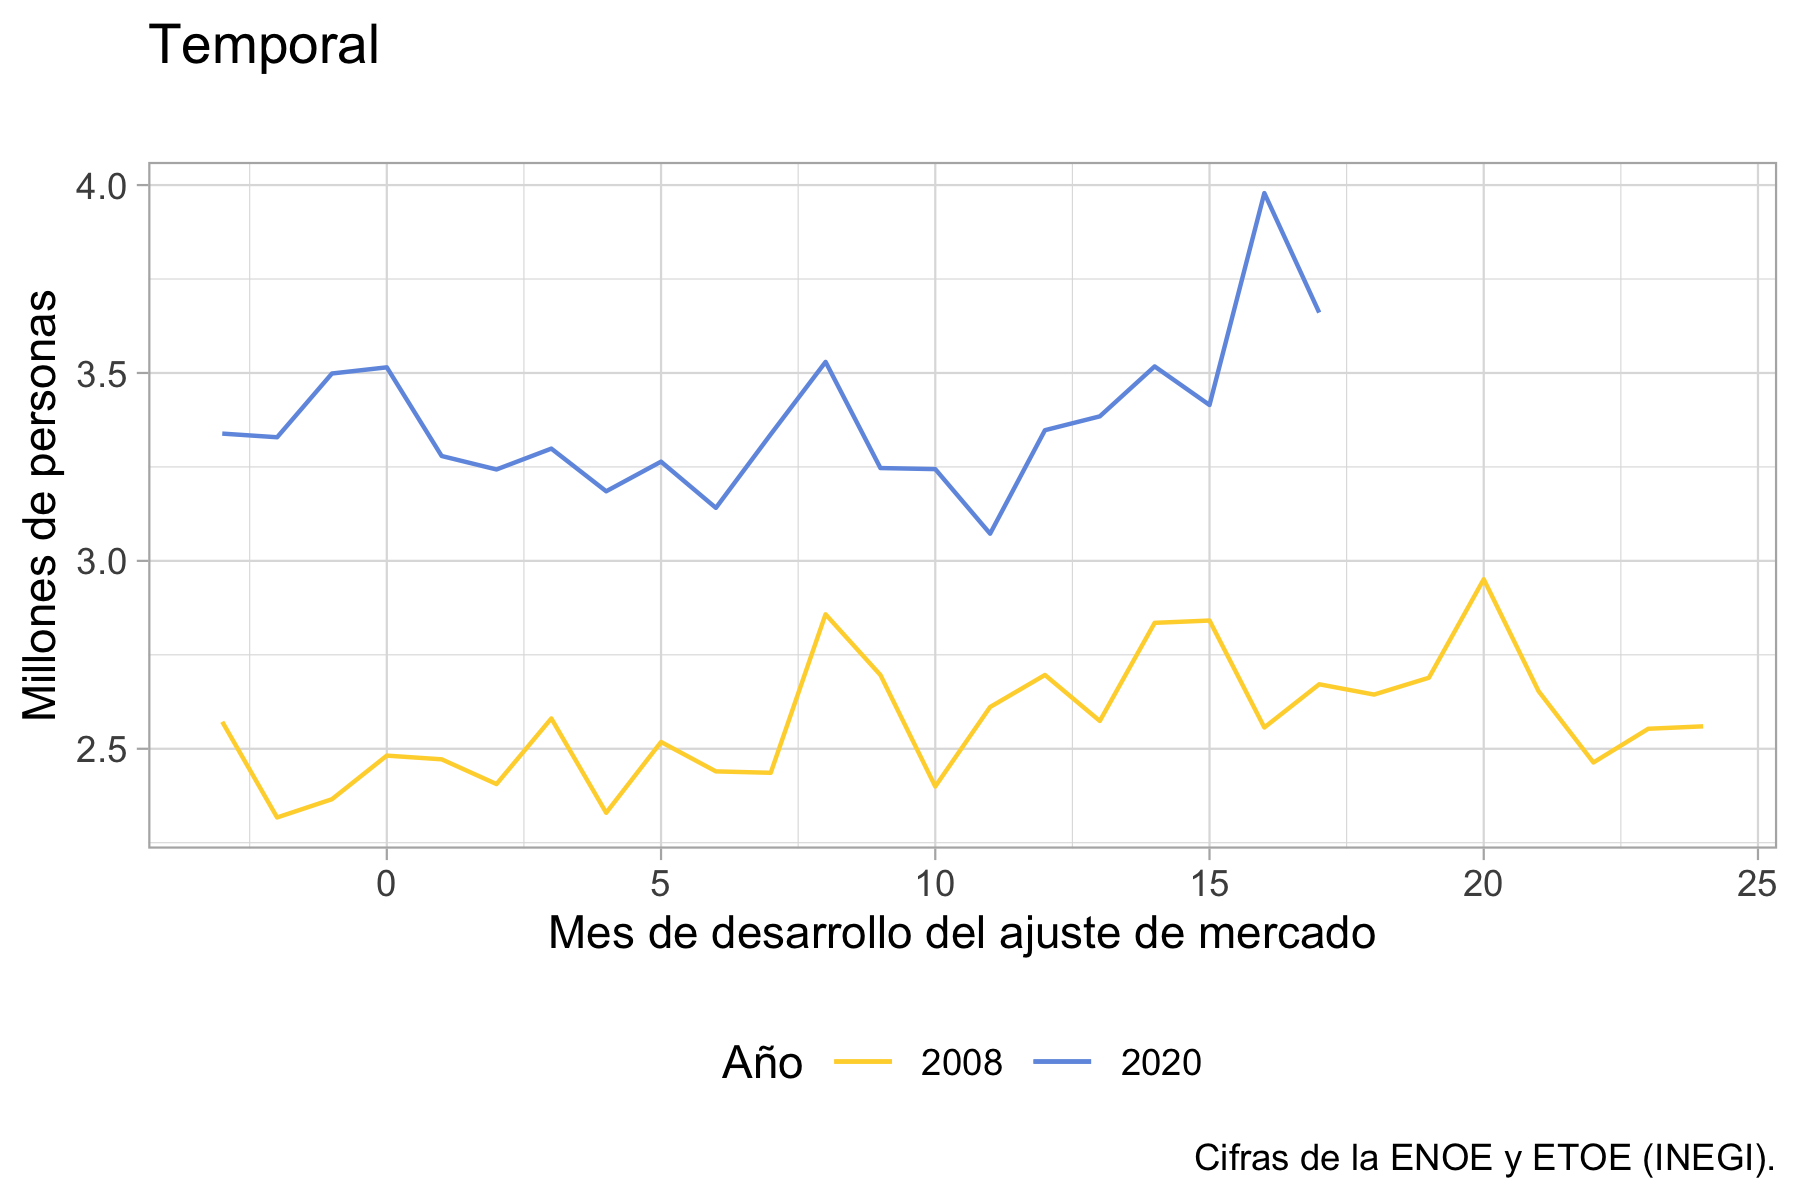 Temporal
4.0
3.5
3.0
2.5
Millones de personas
0 5 10 15 20 25
Mes de desarrollo del ajuste de mercado
Año 2008 2020
Cifras de la ENOE y ETOE (INEGI).